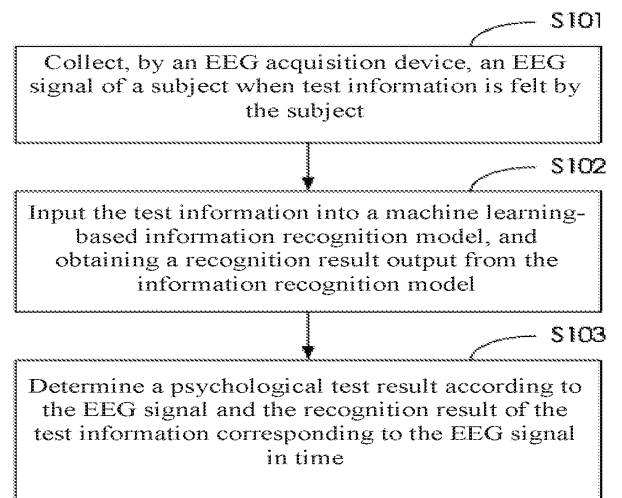 S101
Collect, by an EEG acquisition device, an EEG
signal of a subject when test information is felt by
the subject
S102
Input the test information into a machine learning-
based information recognition model, and
obtaining a recognition result output from the
information recognition model
S103
Determine a psychological test result according to
the EEG signal and the recognition result of the
test information corresponding to the EEG signal
in time